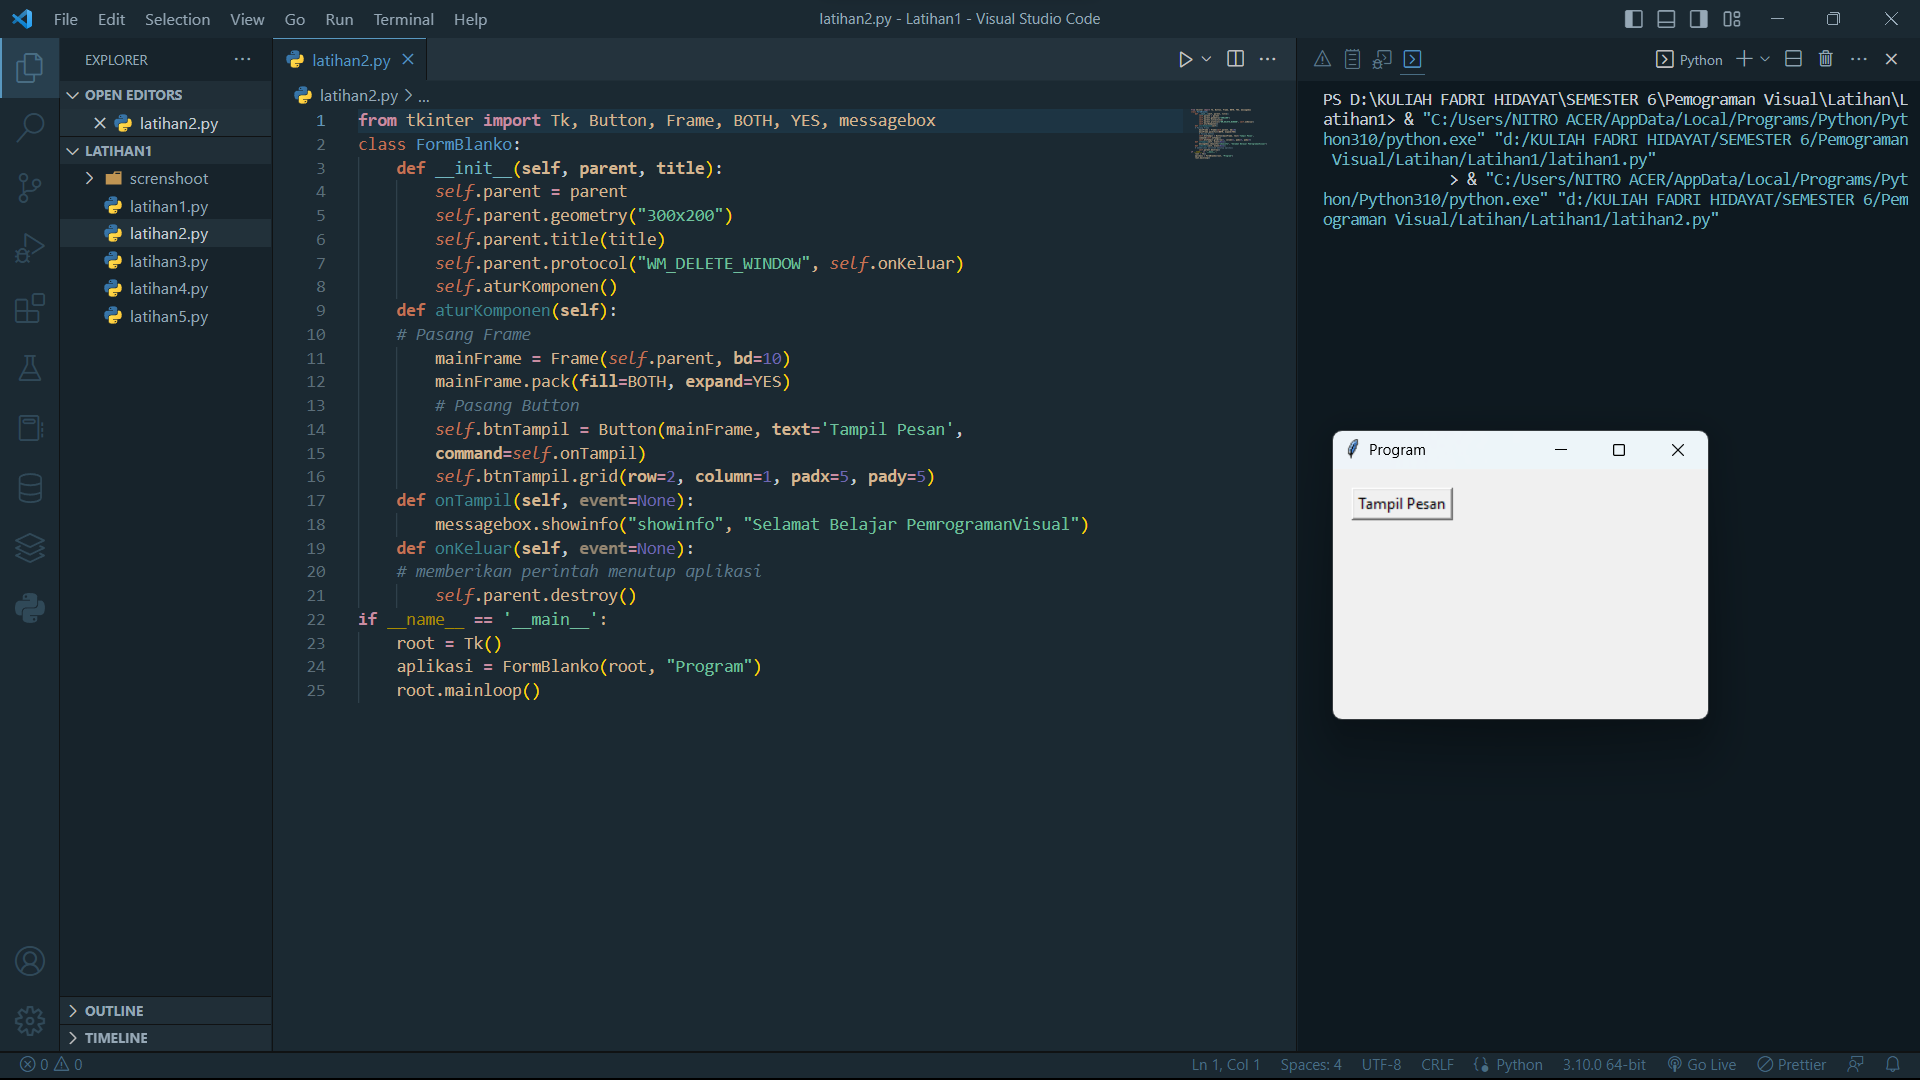 File Edit Selection View Go Run Terminal Help
latihan2.py - Latihan1 - Visual Studio Code
EXPLORER
OPEN EDITORS
latihan2.py
LATIHAN1
screnshoot
latihan1.py
latihan2.py
latihan3.py
latihan4.py
latihan5.py
OUTLINE
TIMELINE
latihan2.py
latihan2.py > ...
1 from tkinter import Tk, Button, Frame, BOTH, YES, messagebox
2 class FormBlanko:
3     def __init__(self, parent, title):
4         self.parent = parent
5         self.parent.geometry("300x200")
6         self.parent.title(title)
7         self.parent.protocol("WM_DELETE_WINDOW", self.onKeluar)
8         self.aturKomponen()
9     def aturKomponen(self):
10     # Pasang Frame
11         mainFrame = Frame(self.parent, bd=10)
12         mainFrame.pack(fill=BOTH, expand=YES)
13         # Pasang Button
14         self.btnTampil = Button(mainFrame, text='Tampil Pesan',
15         command=self.onTampil)
16         self.btnTampil.grid(row=2, column=1, padx=5, pady=5)
17     def onTampil(self, event=None):
18         messagebox.showinfo("showinfo", "Selamat Belajar PemrogramanVisual")
19     def onKeluar(self, event=None):
20     # memberikan perintah menutup aplikasi
21         self.parent.destroy()
22 if __name__ == '__main__':
23     root = Tk()
24     aplikasi = FormBlanko(root, "Program")
25     root.mainloop()
Python
PS D:\KULIAH FADRI HIDAYAT\SEMESTER 6\Pemograman Visual\Latihan\L
atihan1> & "C:/Users/NITRO ACER/AppData/Local/Programs/Python/Pyt
hon310/python.exe" "d:/KULIAH FADRI HIDAYAT/SEMESTER 6/Pemograman
Visual/Latihan/Latihan1/latihan1.py"
> & "C:/Users/NITRO ACER/AppData/Local/Programs/Pyt
hon/Python310/python.exe" "d:/KULIAH FADRI HIDAYAT/SEMESTER 6/Pem
ograman Visual/Latihan/Latihan1/latihan2.py"
Program
Tampil Pesan
0 0
Ln 1, Col 1 Spaces: 4 UTF-8 CRLF Python 3.10.0 64-bit Go Live Prettier